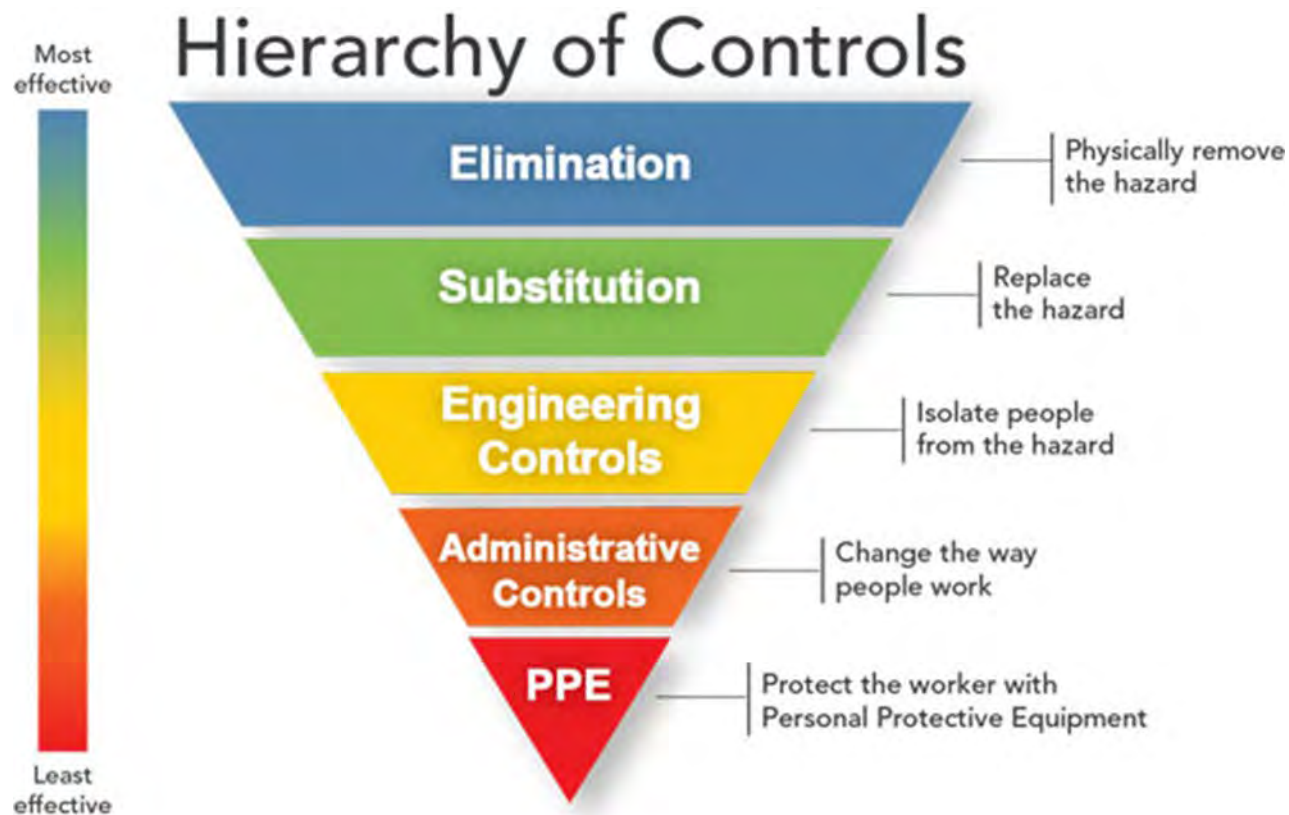 Hierarchy of Controls
Most
effective
Elimination
Physically remove
the hazard
Substitution
Replace
the hazard
Engineering
Controls
Isolate people
from the hazard
Administrative
Controls
Change the way
people work
PPE
Protect the worker with
Personal Protective Equipment
Least
effective